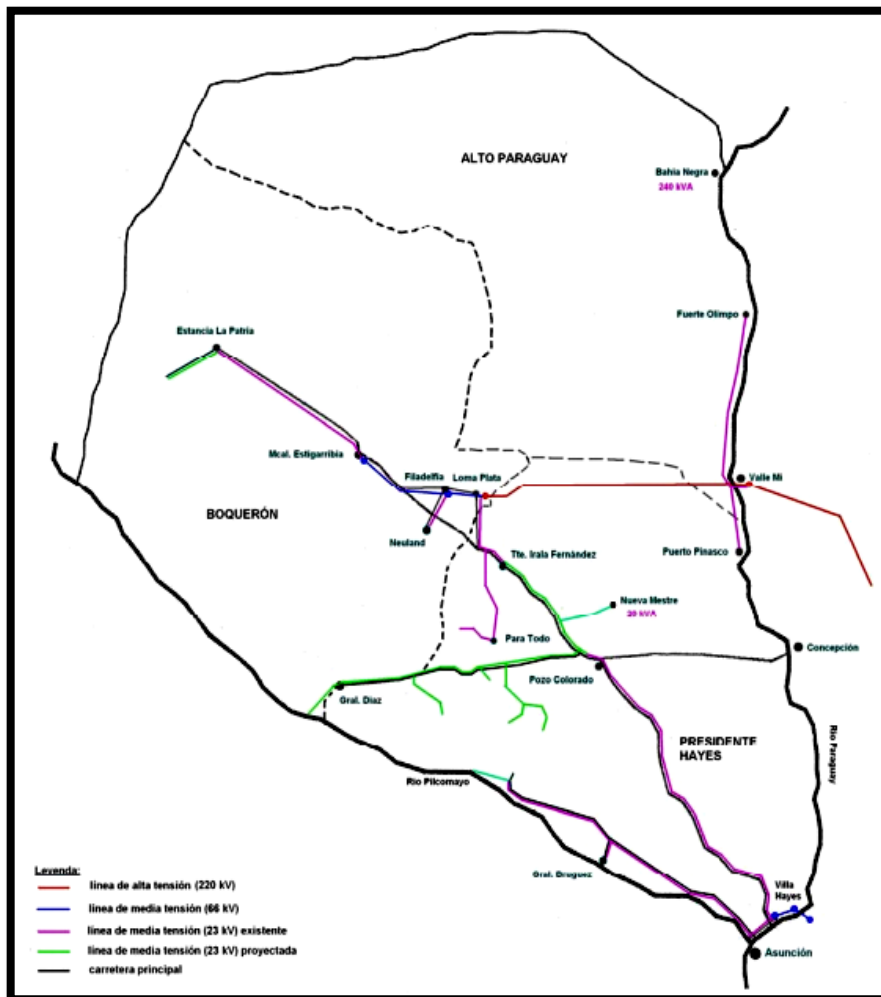 ALTO PARAGUAY
Bahía Negra
240 kVA
Fuerte Olimpo
Estancia La Patria
Mcal. Estigarribia
Filadelfia
Loma Plata
Valle Mi
BOQUERÓN
Neuland
Puerto Pinasco
Tte. Irala Fernández
Nueva Mestre
20 kVA
Para Todo
Concepción
Pozo Colorado
Gral. Diaz
PRESIDENTE
HAYES
Rio Paraguay
Rio Pilcomayo
Gral. Bruguez
Villa
Hayes
Asunción
Leyenda:
línea de alta tensión (220 kV)
línea de media tensión (66 kV)
línea de media tensión (23 kV) existente
línea de media tensión (23 kV) proyectada
carretera principal